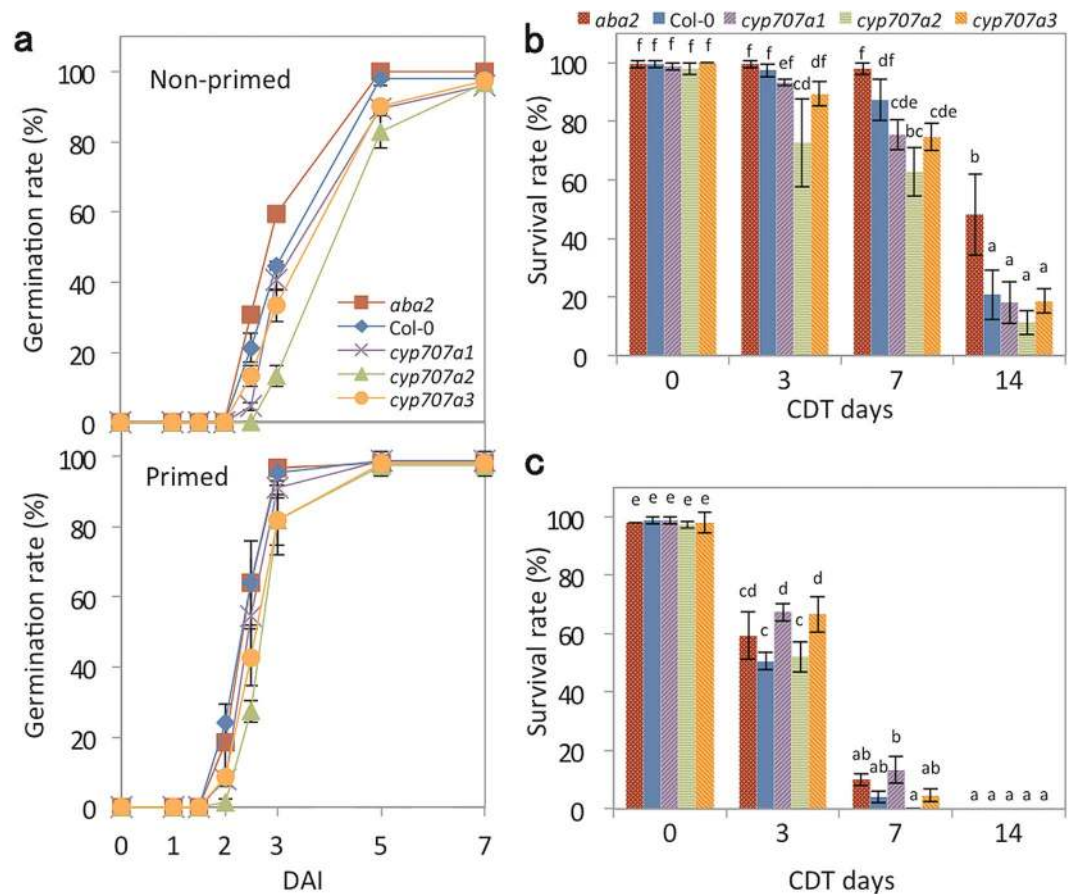 a
Non-primed
Germination rate (%)
100
80
60
40
20
0
aba2
Col-0
cyp707a1
cyp707a2
cyp707a3
Primed
Germination rate (%)
100
80
60
40
20
0
0 1 2 3 5 7
DAI
b
aba2 Col-0 cyp707a1 cyp707a2 cyp707a3
Survival rate (%)
100
80
60
40
20
0
f f f f f
f f ef cd df
f df cde bc cde
b a a a a
0 3 7 14
CDT days
c
Survival rate (%)
100
80
60
40
20
0
e e e e e
cd c d c d
ab ab b a ab
a a a a a
0 3 7 14
CDT days